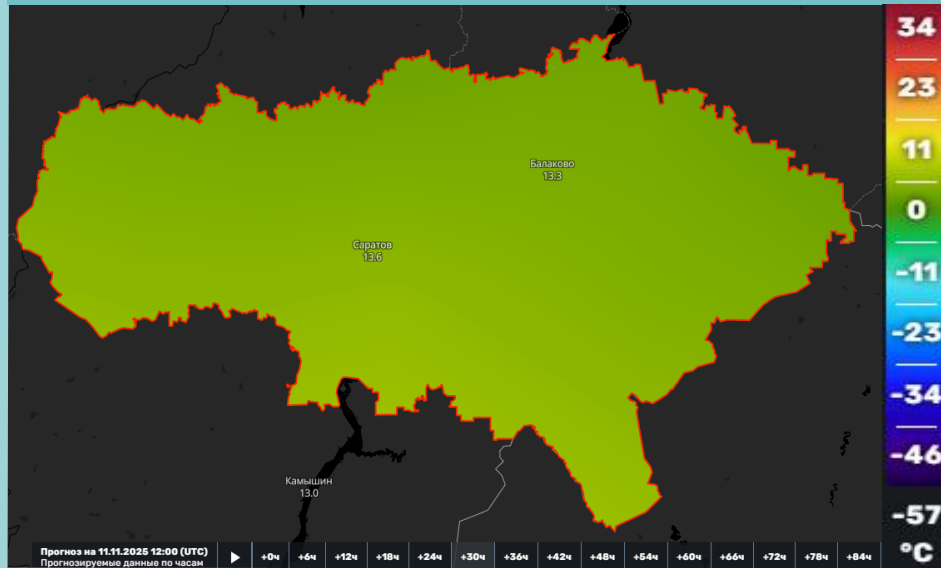 Балаково
13.3
Саратов
13.6
Камышин
13.0
34
23
11
0
-11
-23
-34
-46
-57
°C
Прогноз на 11.11.2025 12:00 (UTC)
Прогнозируемые данные по часам
+0ч +6ч +12ч +18ч +24ч +30ч +36ч +42ч +48ч +54ч +60ч +66ч +72ч +78ч +84ч